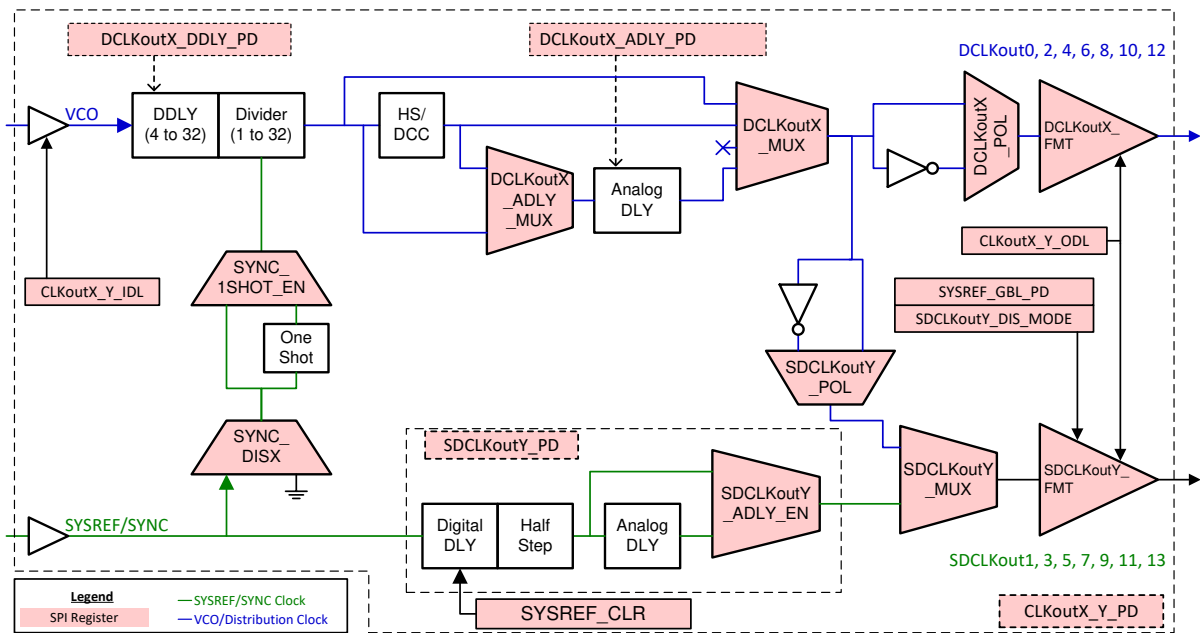 DCLKoutX_DDLY_PD
DCLKoutX_ADLY_PD
DCLKout0, 2, 4, 6, 8, 10, 12
VCO
DDLY
(4 to 32)
Divider
(1 to 32)
HS/
DCC
DCLKoutX
_MUX
DCLKoutX
_POL
DCLKoutX_
FMT
DCLKoutX
_ADLY
_MUX
Analog
DLY
CLKoutX_Y_ODL
CLKoutX_Y_IDL
SYNC_
1SHOT_EN
SYSREF_GBL_PD
SDCLKoutY_DIS_MODE
One
Shot
SDCLKoutY
_POL
SYNC_
DISX
SDCLKoutY_PD
SDCLKoutY
_ADLY_EN
SDCLKoutY
_MUX
SDCLKoutY_
FMT
SYSREF/SYNC
Digital
DLY
Half
Step
Analog
DLY
SDCLKout1, 3, 5, 7, 9, 11, 13
Legend
SPI Register
SYSREF/SYNC Clock
VCO/Distribution Clock
SYSREF_CLR
CLKoutX_Y_PD